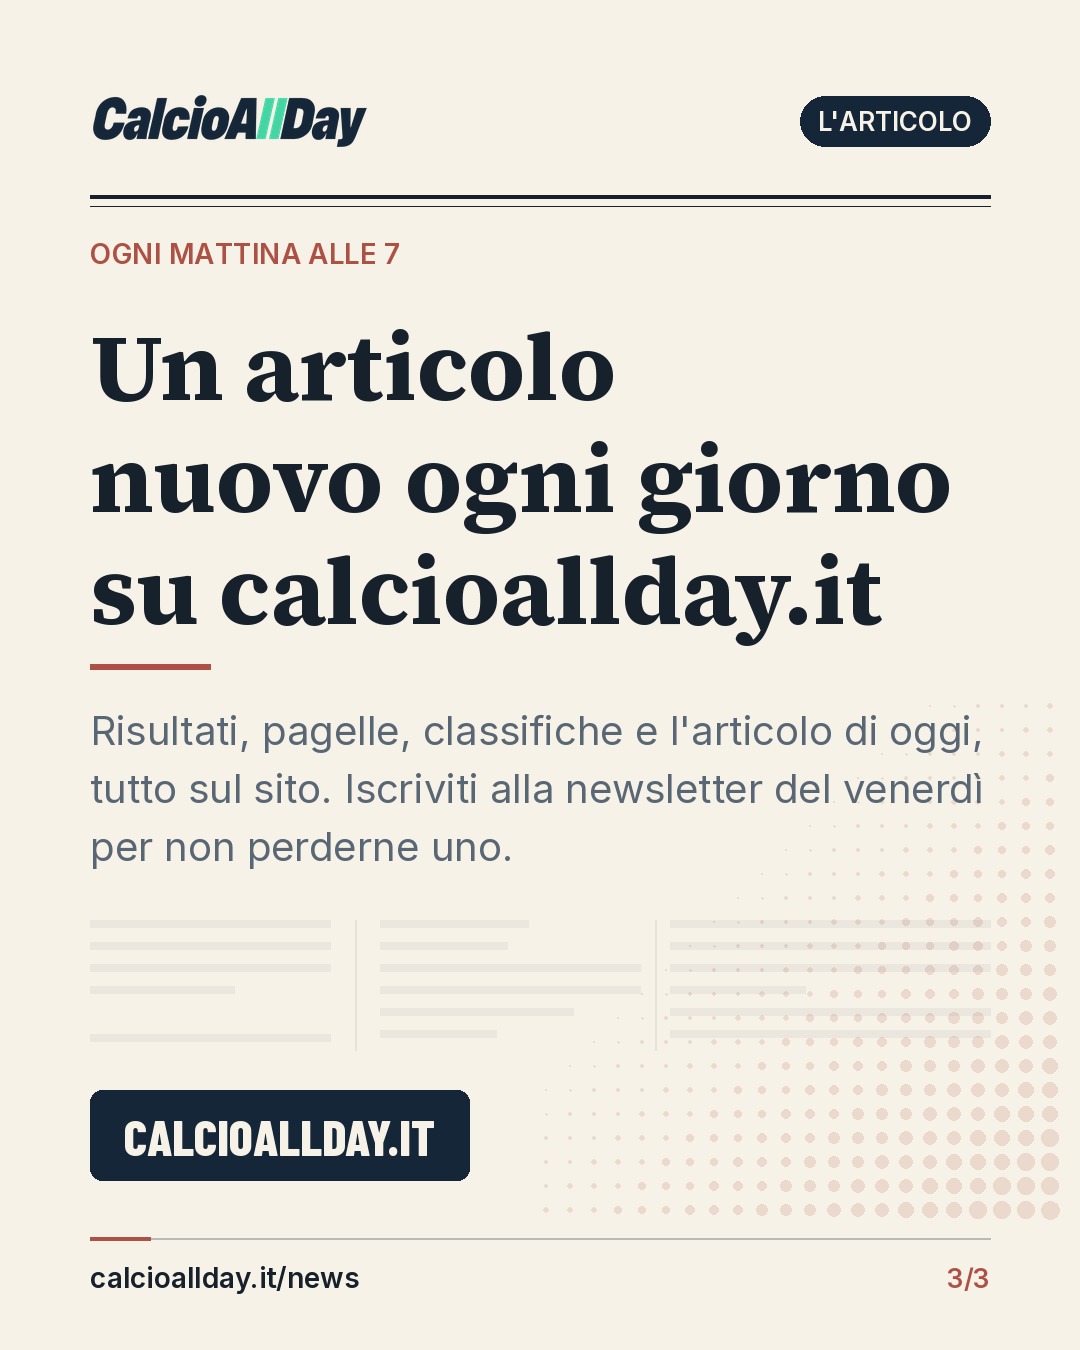 CalcioAllDay
L'ARTICOLO
OGNI MATTINA ALLE 7
Un articolo
nuovo ogni giorno
su calcioallday.it
Risultati, pagelle, classifiche e l'articolo di oggi,
tutto sul sito. Iscriviti alla newsletter del venerdì
per non perderne uno.
CALCIOALLDAY.IT
calcioallday.it/news
3/3